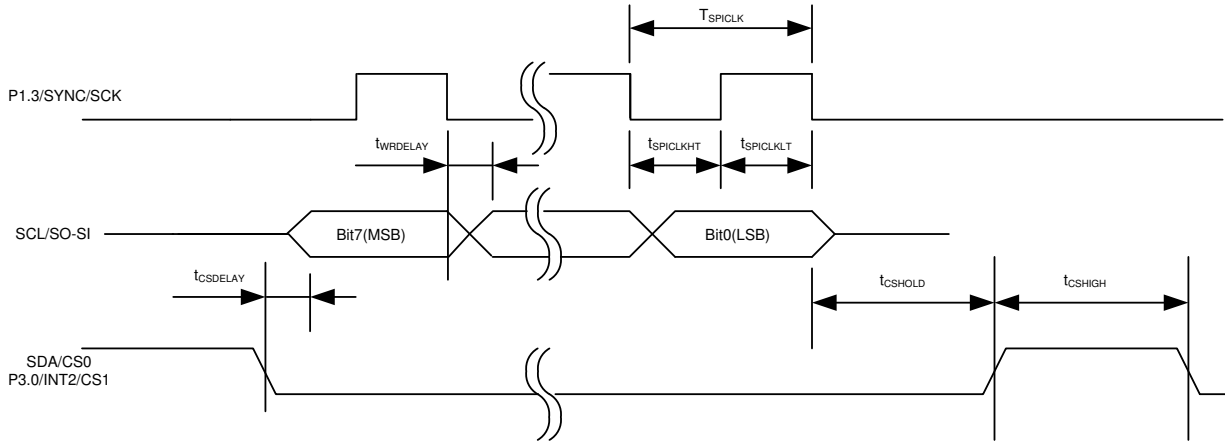 TSPICLK
P1.3/SYNC/SCK
tWRDELAY
tSPICLKHT
tSPICLKLT
SCL/SO-SI
Bit7(MSB)
Bit0(LSB)
tCSDELAY
tCSHOLD
tCSHIGH
SDA/CS0
P3.0/INT2/CS1